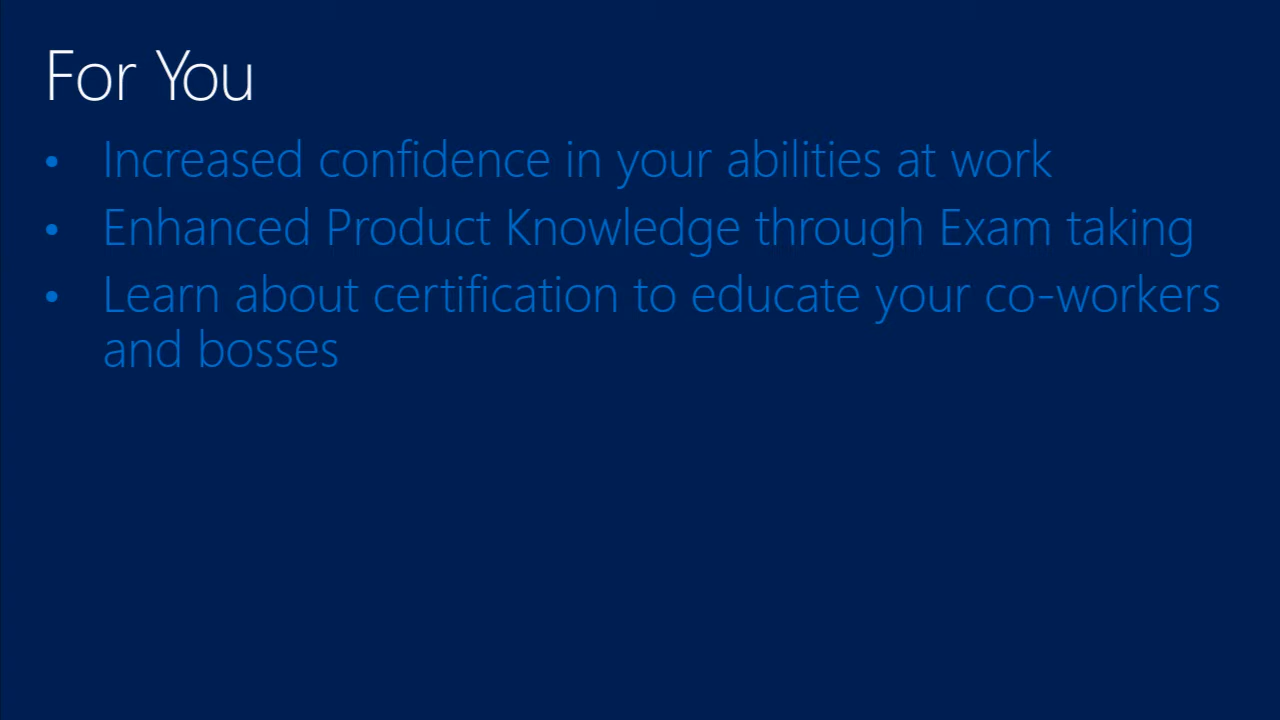 For You
• Increased confidence in your abilities at work
• Enhanced Product Knowledge through Exam taking
• Learn about certification to educate your co-workers
and bosses